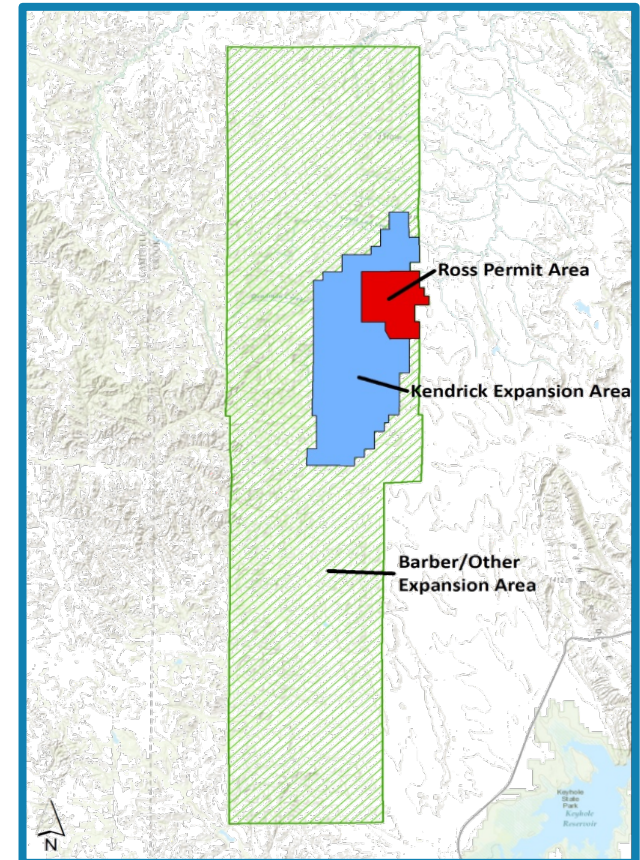 Ross Permit Area
Kendrick Expansion Area
Barber/Other
Expansion Area
Keyhole
State
Park
Keyhole
Reservoir
N